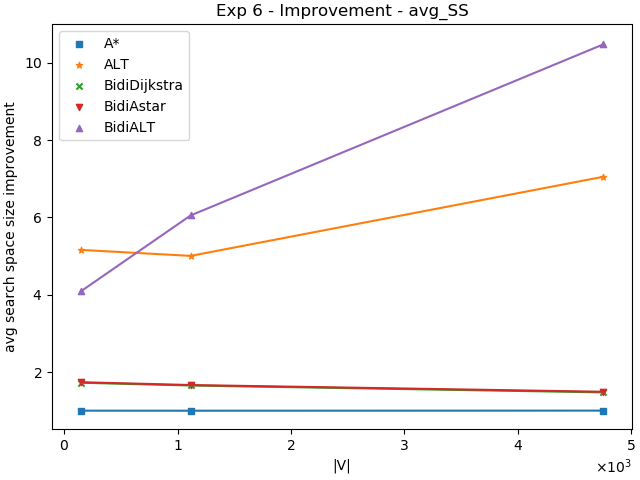 Exp 6 - Improvement - avg_SS
A*
ALT
BidiDijkstra
BidiAstar
BidiALT
avg search space size improvement
10
8
6
4
2
0 1 2 3 4 5
|V|
×10³